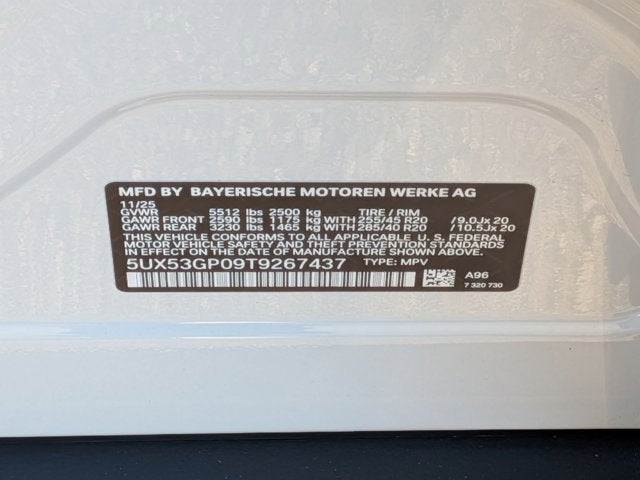 MFD BY BAYERISCHE MOTOREN WERKE AG
11/25
GVWR 5512 lbs 2500 kg TIRE / RIM
GAWR FRONT 2590 lbs 1175 kg WITH 255/45 R20 / 9.0Jx 20
GAWR REAR 3230 lbs 1465 kg WITH 285/40 R20 / 10.5Jx 20
THIS VEHICLE CONFORMS TO ALL APPLICABLE U. S. FEDERAL
MOTOR VEHICLE SAFETY AND THEFT PREVENTION STANDARDS
IN EFFECT ON THE DATE OF MANUFACTURE SHOWN ABOVE.
5UX53GP09T9267437 TYPE: MPV
A96
7 320 730